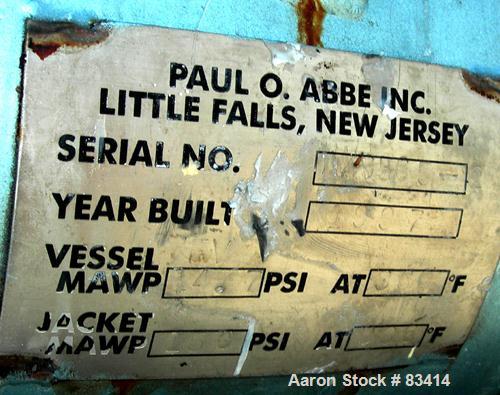 PAUL O. ABBE INC.
LITTLE FALLS, NEW JERSEY
SERIAL NO.
YEAR BUILT
VESSEL
MAWP PSI AT °F
JACKET
MAWP PSI AT °F
Aaron Stock # 83414